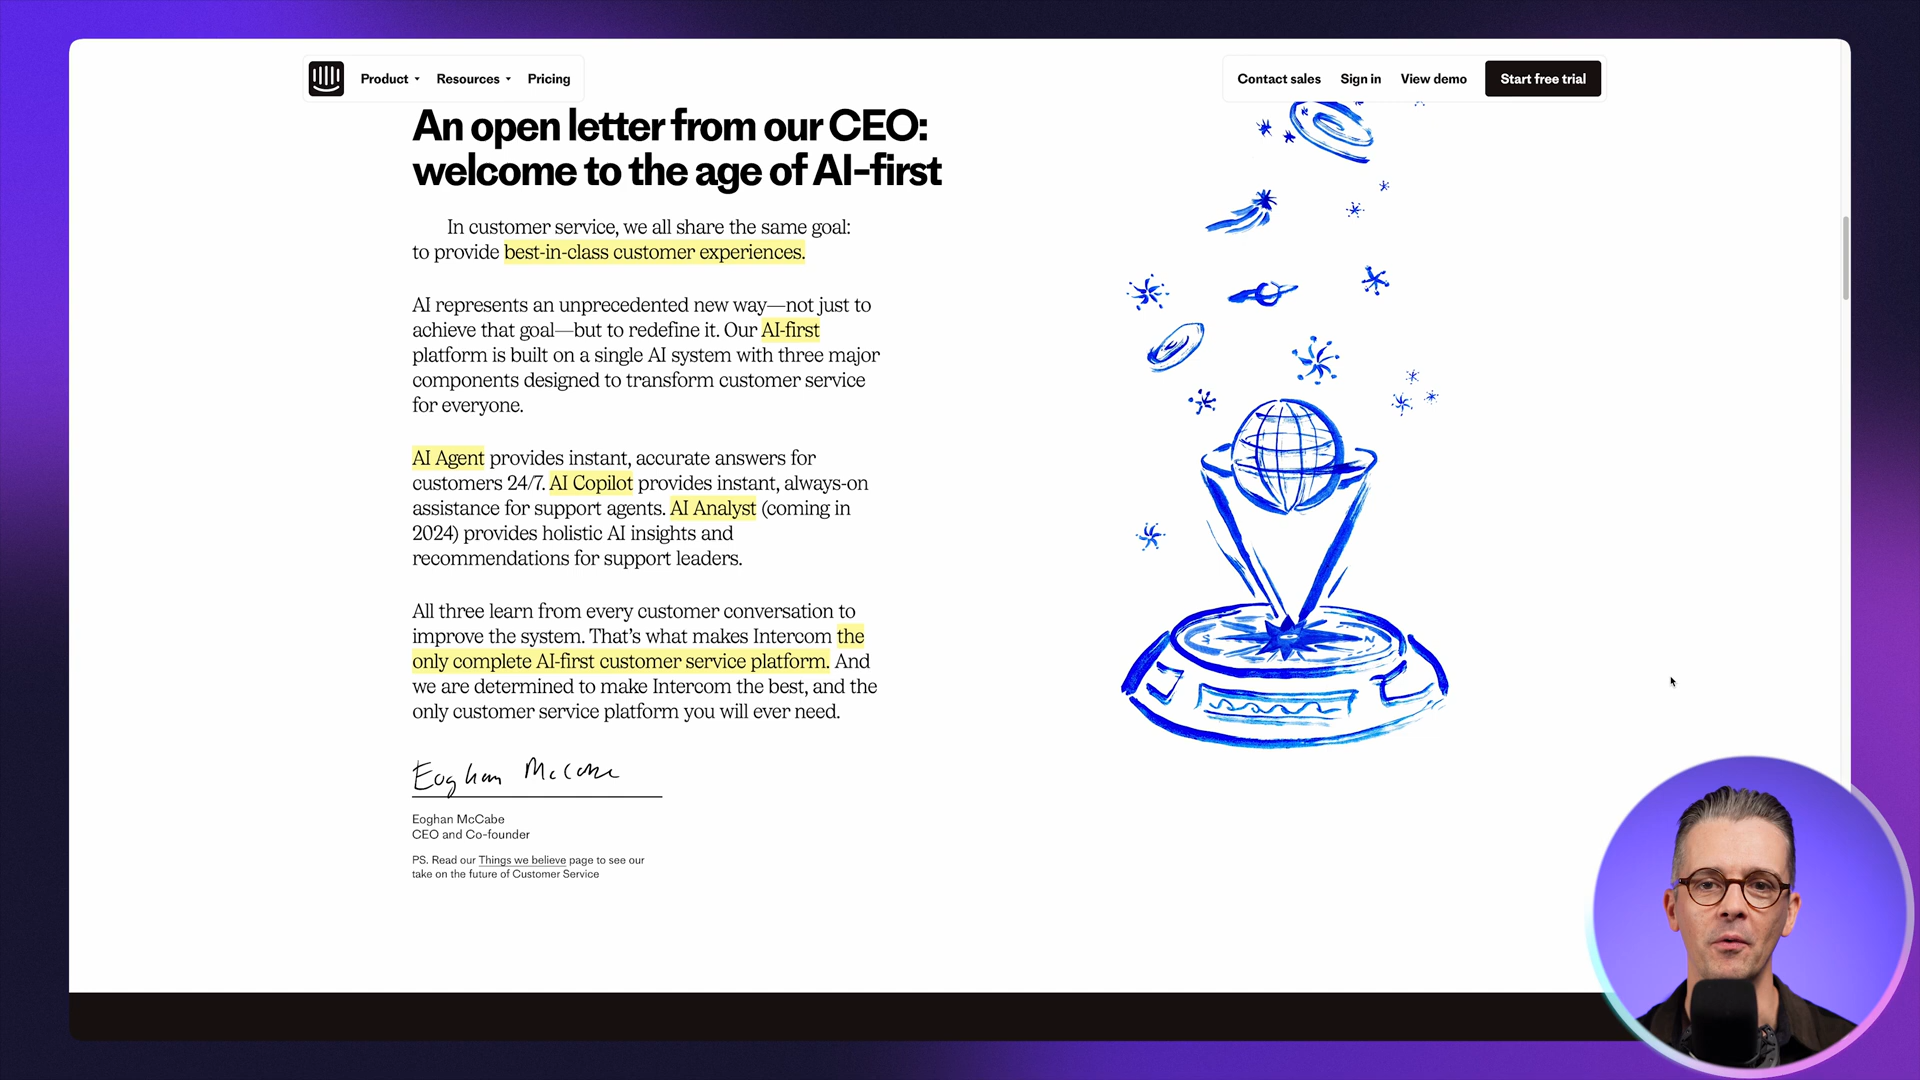 Product
Resources
Pricing
Contact sales
Sign in
View demo
Start free trial
An open letter from our CEO:
welcome to the age of AI-first
In customer service, we all share the same goal:
to provide best-in-class customer experiences.
AI represents an unprecedented new way—not just to
achieve that goal—but to redefine it. Our AI-first
platform is built on a single AI system with three major
components designed to transform customer service
for everyone.
AI Agent provides instant, accurate answers for
customers 24/7. AI Copilot provides instant, always-on
assistance for support agents. AI Analyst (coming in
2024) provides holistic AI insights and
recommendations for support leaders.
All three learn from every customer conversation to
improve the system. That’s what makes Intercom the
only complete AI-first customer service platform. And
we are determined to make Intercom the best, and the
only customer service platform you will ever need.
Eoghan McCabe
Eoghan McCabe
CEO and Co-founder
PS. Read our Things we believe page to see our
take on the future of Customer Service